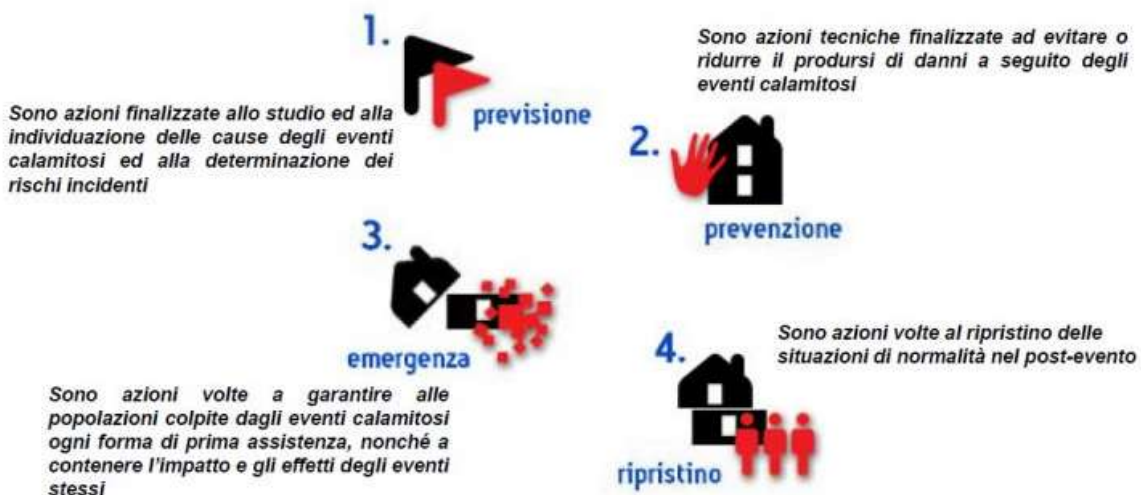 1.
previsione
Sono azioni finalizzate allo studio ed alla
individuazione delle cause degli eventi
calamitosi ed alla determinazione dei
rischi incidenti
Sono azioni tecniche finalizzate ad evitare o
ridurre il prodursi di danni a seguito degli
eventi calamitosi
2.
prevenzione
3.
emergenza
Sono azioni volte a garantire alle
popolazioni colpite dagli eventi calamitosi
ogni forma di prima assistenza, nonché a
contenere l'impatto e gli effetti degli eventi
stessi
4.
Sono azioni volte al ripristino delle
situazioni di normalità nel post-evento
ripristino